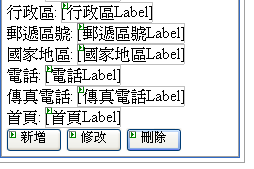 行政區: [行政區Label]
郵遞區號: [郵遞區號Label]
國家地區: [國家地區Label]
電話: [電話Label]
傳真電話: [傳真電話Label]
首頁: [首頁Label]
新增 修改 刪除